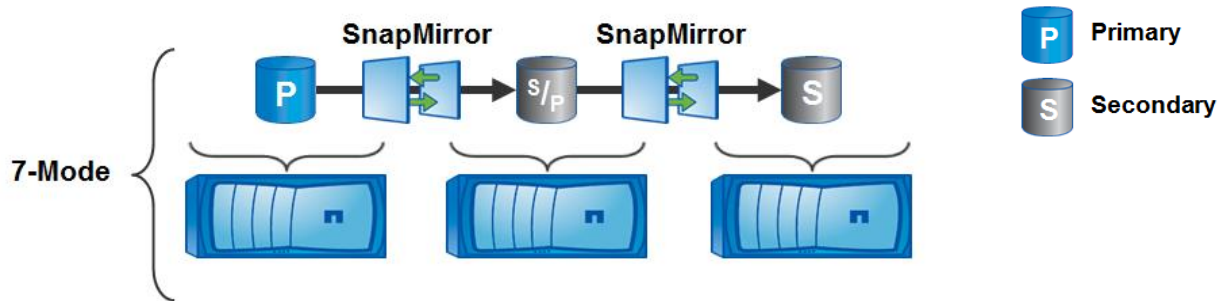 SnapMirror
SnapMirror
P
Primary
P
S/P
S
S
Secondary
7-Mode